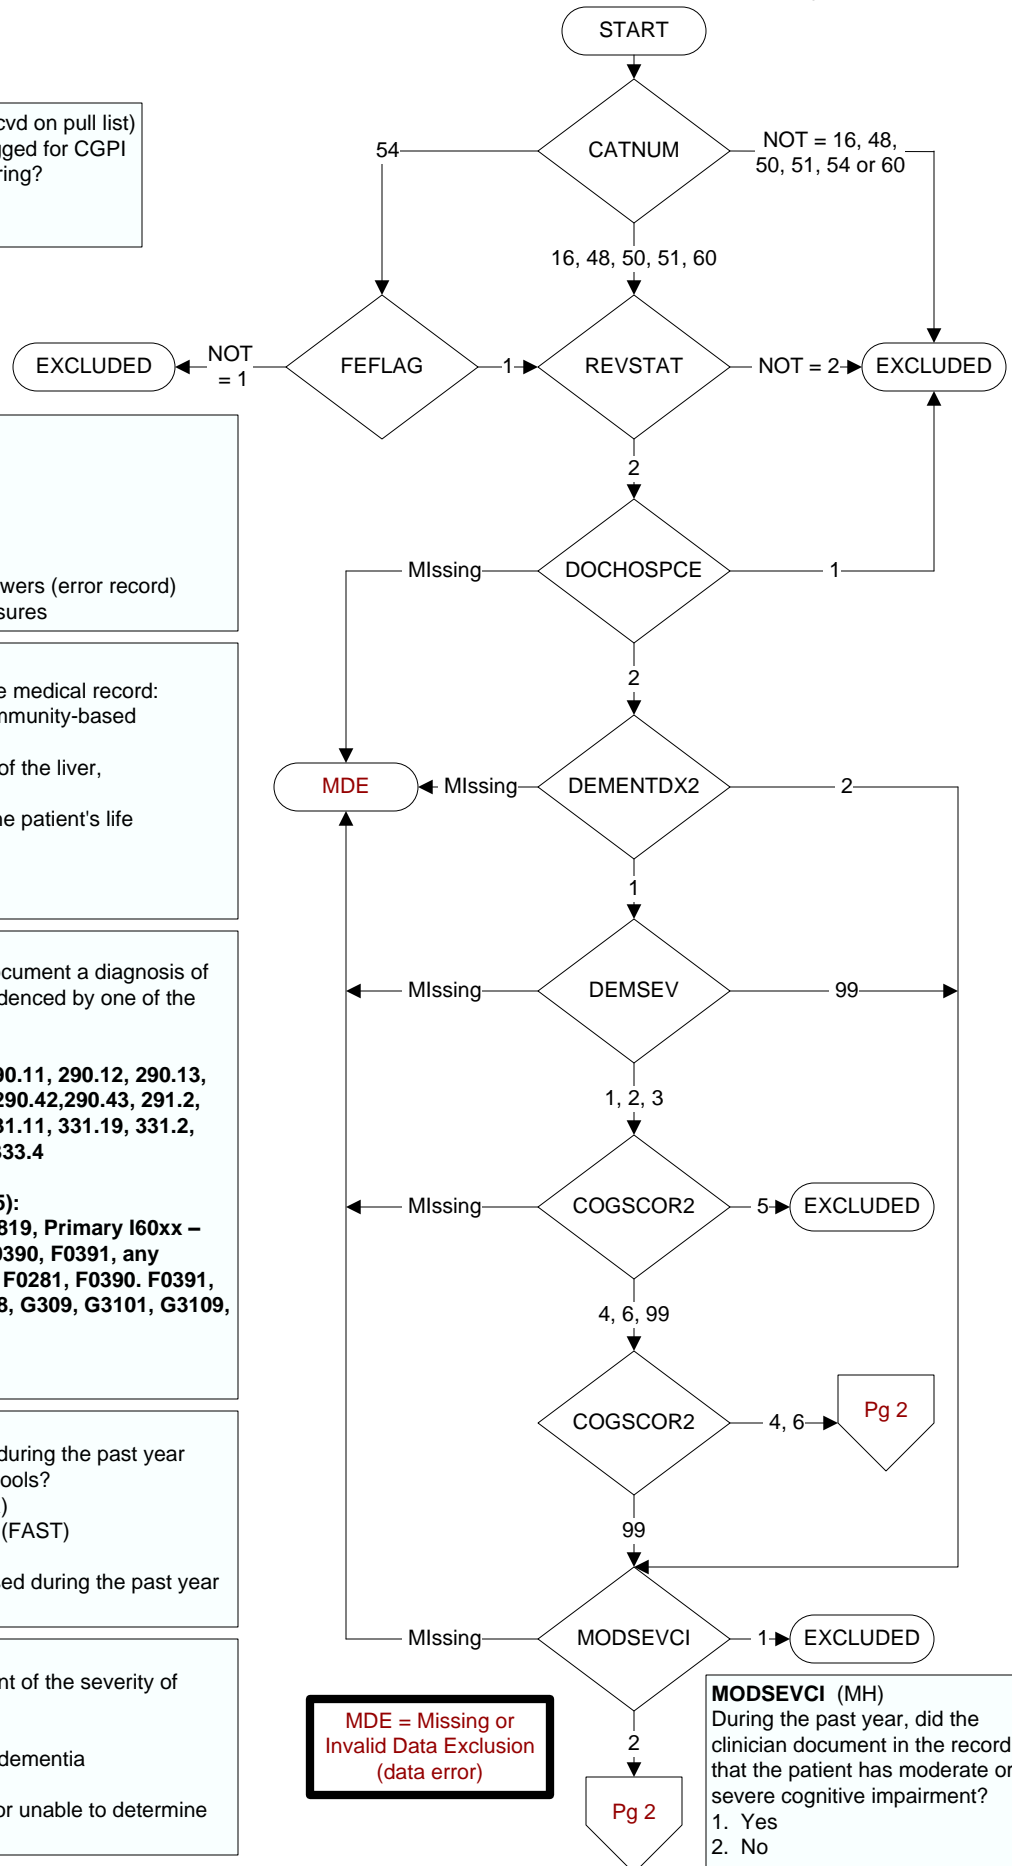 START
cvd on pull list)
gged for CGPI
ring?
CATNUM
54
NOT = 16, 48,
50, 51, 54 or 60
16, 48, 50, 51, 60
EXCLUDED
NOT
= 1
FEFLAG
1
REVSTAT
NOT = 2
EXCLUDED
2
wers (error record)
sures
MIssing
DOCHOSPCE
1
2
e medical record:
mmunity-based
of the liver,
he patient's life
MDE
MIssing
DEMENTDX2
2
1
ocument a diagnosis of
idenced by one of the
90.11, 290.12, 290.13,
290.42,290.43, 291.2,
31.11, 331.19, 331.2,
333.4
5):
819, Primary I60xx –
0390, F0391, any
F0281, F0390. F0391,
8, G309, G3101, G3109,
MIssing
DEMSEV
99
1, 2, 3
MIssing
COGSCOR2
5
EXCLUDED
4, 6, 99
COGSCOR2
4, 6
Pg 2
99
during the past year
tools?
)
(FAST)
sed during the past year
MIssing
MODSEVCI
1
EXCLUDED
2
Pg 2
nt of the severity of
dementia
or unable to determine
MDE = Missing or
Invalid Data Exclusion
(data error)
MODSEVCI (MH)
During the past year, did the
clinician document in the record
that the patient has moderate or
severe cognitive impairment?
1. Yes
2. No